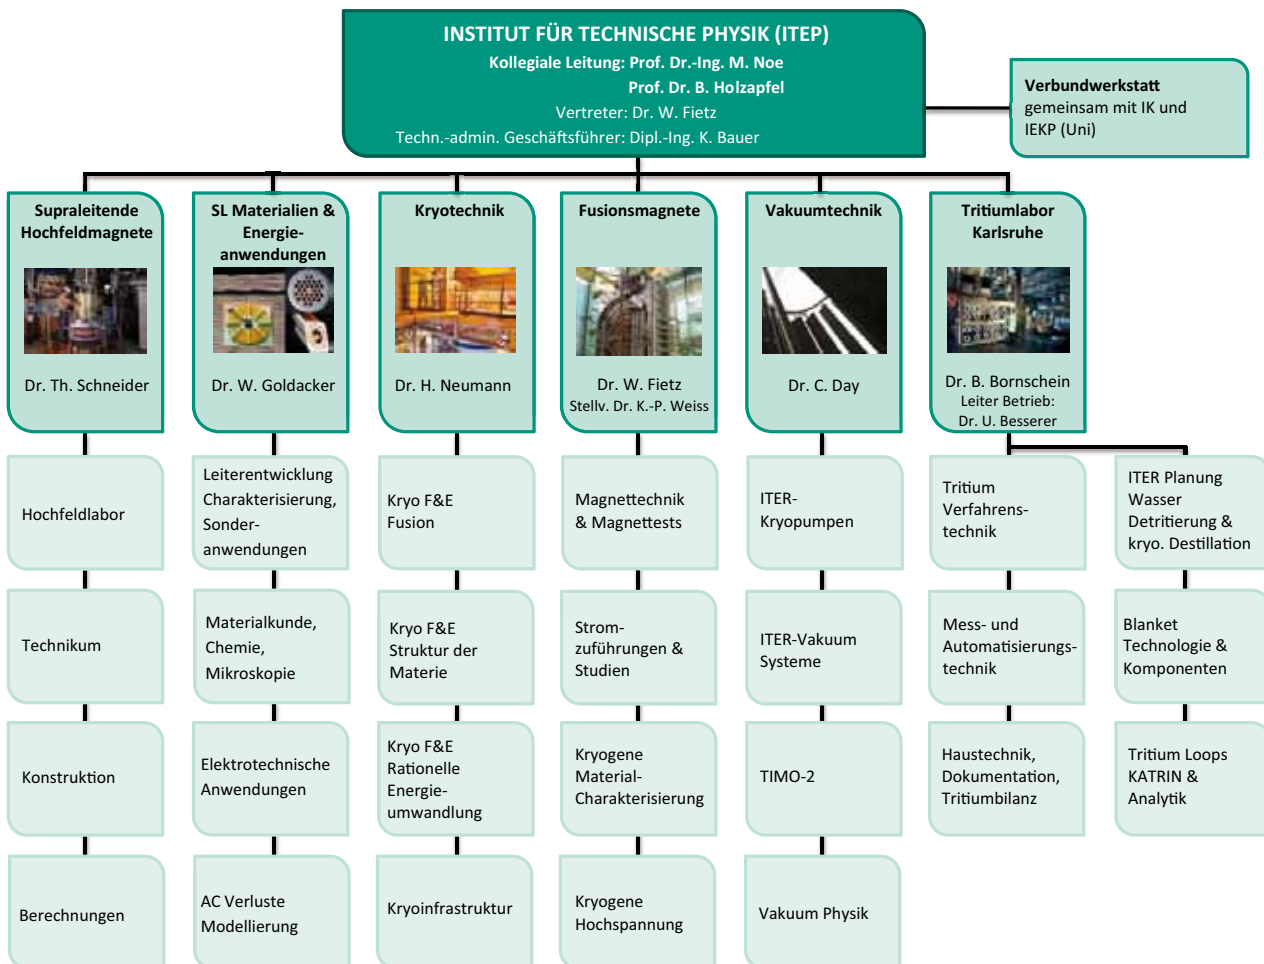 INSTITUT FÜR TECHNISCHE PHYSIK (ITEP)
Kollegiale Leitung: Prof. Dr.-Ing. M. Noe
Prof. Dr. B. Holzapfel
Vertreter: Dr. W. Fietz
Techn.-admin. Geschäftsführer: Dipl.-Ing. K. Bauer
Verbundwerkstatt
gemeinsam mit IK und
IEKP (Uni)
Supraleitende
Hochfeldmagnete
Dr. Th. Schneider
SL Materialien &
Energie-
anwendungen
Dr. W. Goldacker
Kryotechnik
Dr. H. Neumann
Fusionsmagnete
Dr. W. Fietz
Stellv. Dr. K.-P. Weiss
Vakuumtechnik
Dr. C. Day
Tritiumlabor
Karlsruhe
Dr. B. Bornschein
Leiter Betrieb:
Dr. U. Besserer
Hochfeldlabor
Leiterentwicklung
Charakterisierung,
Sonder-
anwendungen
Kryo F&E
Fusion
Magnettechnik
& Magnettests
ITER-
Kryopumpen
Tritium
Verfahrens-
technik
ITER Planung
Wasser
Detritierung &
kryo. Destillation
Technikum
Materialkunde,
Chemie,
Mikroskopie
Kryo F&E
Struktur der
Materie
Strom-
zuführungen &
Studien
ITER-Vakuum
Systeme
Mess- und
Automatisierungs-
technik
Blanket
Technologie &
Komponenten
Konstruktion
Elektrotechnische
Anwendungen
Kryo F&E
Rationelle
Energie-
umwandlung
Kryogene
Material-
Charakterisierung
TIMO-2
Haustechnik,
Dokumentation,
Tritiumbilanz
Tritium Loops
KATRIN &
Analytik
Berechnungen
AC Verluste
Modellierung
Kryoinfrastruktur
Kryogene
Hochspannung
Vakuum Physik